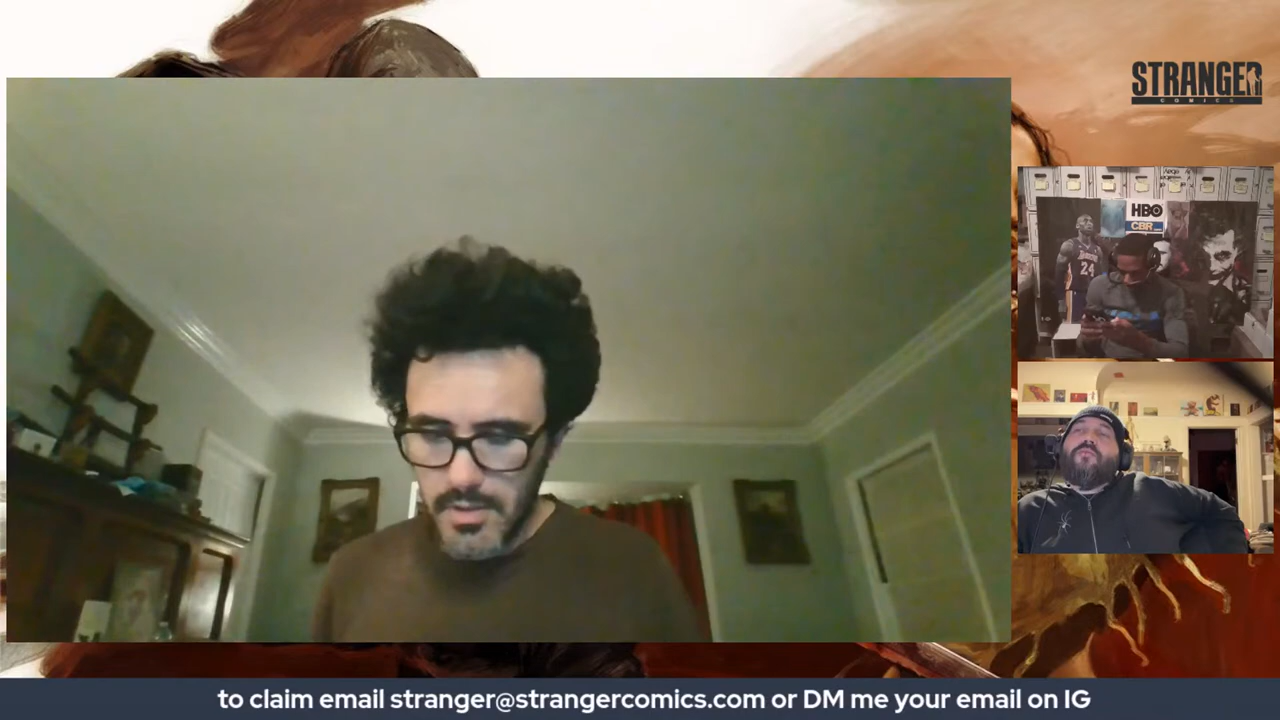 STRANGER
COMICS
HBO
CBR
24
to claim email stranger@strangercomics.com or DM me your email on IG